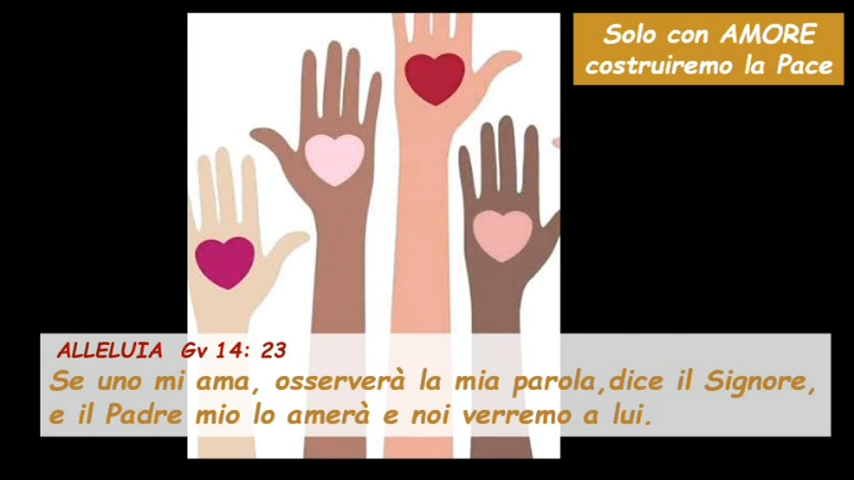 Solo con AMORE
costruiremo la Pace
ALLELUIA Gv 14: 23
Se uno mi ama, osserverà la mia parola,dice il Signore,
e il Padre mio lo amerà e noi verremo a lui.